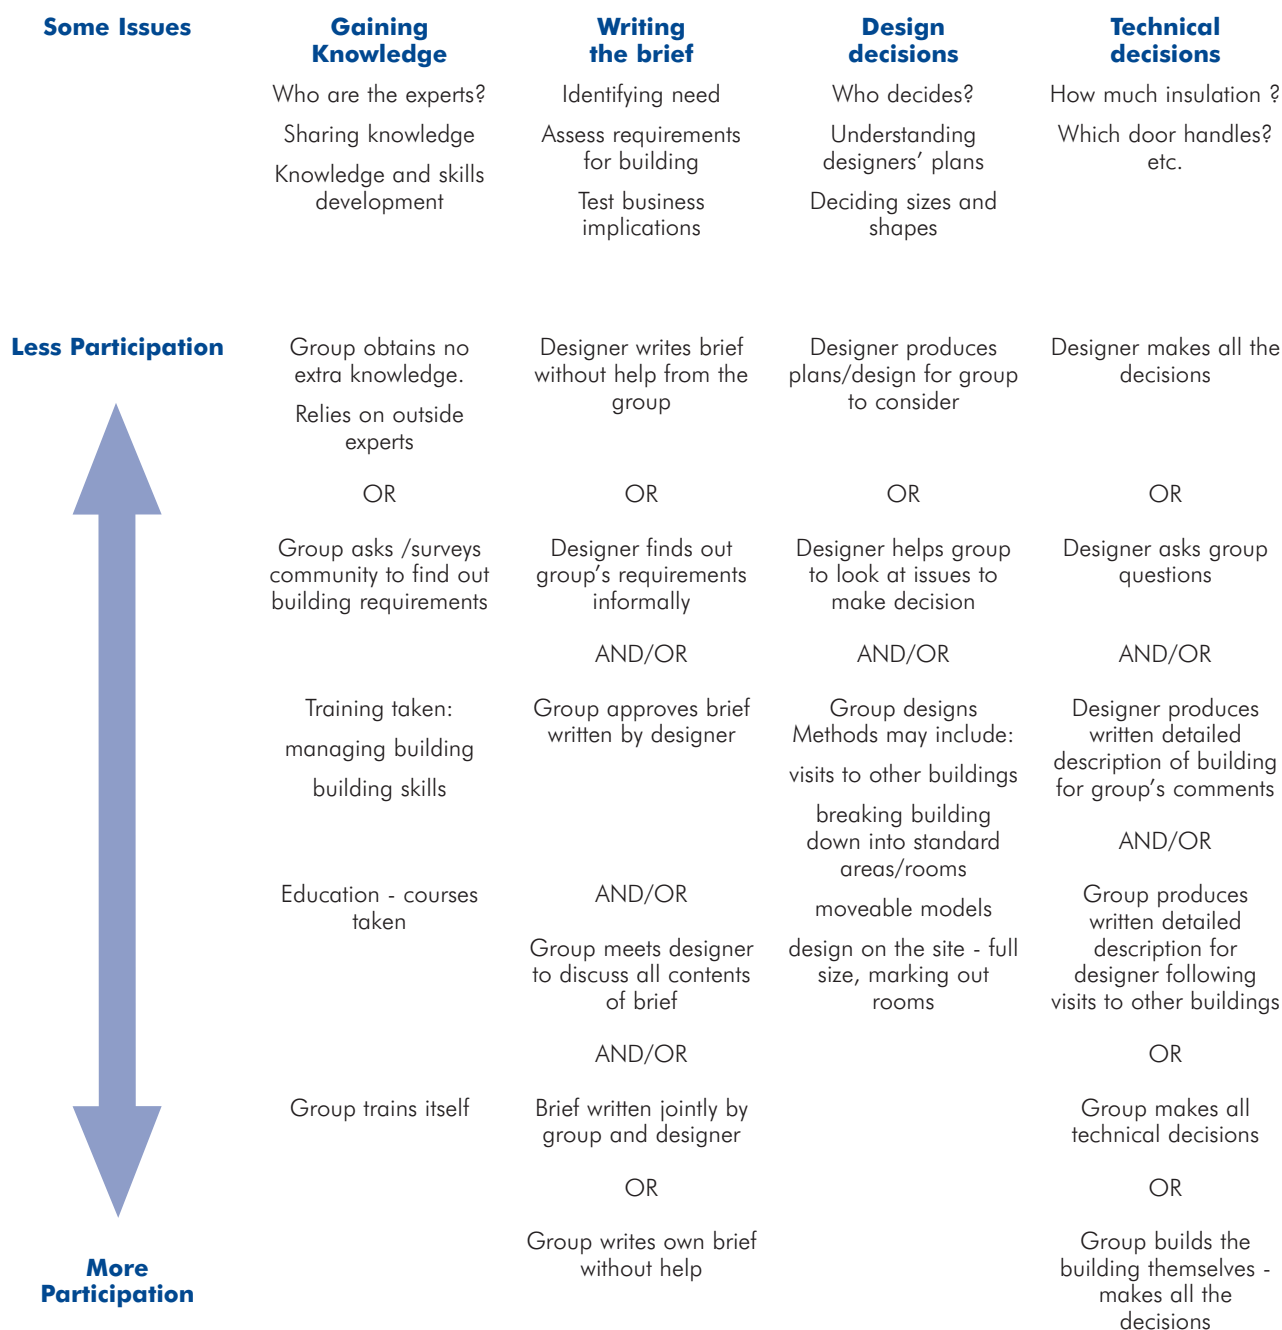 Some Issues
Gaining
Knowledge
Who are the experts?
Sharing knowledge
Knowledge and skills
development
Writing
the brief
Identifying need
Assess requirements
for building
Test business
implications
Design
decisions
Who decides?
Understanding
designers’ plans
Deciding sizes and
shapes
Technical
decisions
How much insulation ?
Which door handles?
etc.
Less Participation
More
Participation
Group obtains no
extra knowledge.
Relies on outside
experts
OR
Group asks /surveys
community to find out
building requirements
Training taken:
managing building
building skills
Education - courses
taken
Group trains itself
Designer writes brief
without help from the
group
OR
Designer finds out
group’s requirements
informally
AND/OR
Group approves brief
written by designer
AND/OR
Group meets designer
to discuss all contents
of brief
AND/OR
Brief written jointly by
group and designer
OR
Group writes own brief
without help
Designer produces
plans/design for group
to consider
OR
Designer helps group
to look at issues to
make decision
AND/OR
Group designs
Methods may include:
visits to other buildings
breaking building
down into standard
areas/rooms
moveable models
design on the site - full
size, marking out
rooms
Designer makes all the
decisions
OR
Designer asks group
questions
AND/OR
Designer produces
written detailed
description of building
for group’s comments
AND/OR
Group produces
written detailed
description for
designer following
visits to other buildings
OR
Group makes all
technical decisions
OR
Group builds the
building themselves -
makes all the
decisions